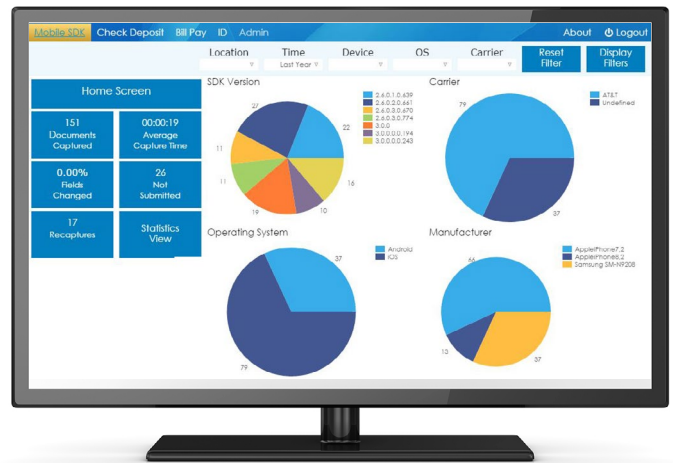 Mobile SDK Check Deposit Bill Pay ID Admin About Logout
Location Time Device OS Carrier Reset Filter Display Filters
Last Year
Home Screen
151 Documents Captured
00:00:19 Average Capture Time
0.00% Fields Changed
26 Not Submitted
17 Recaptures
Statistics View
SDK Version
27
22
11
11
16
19
10
2.6.0.1.0.639
2.6.0.2.0.661
2.6.0.3.0.670
2.6.0.3.0.774
3.0.0
3.0.0.0.0.194
3.0.0.0.0.243
Carrier
79
37
AT&T
Undefined
Operating System
37
79
Android
iOS
Manufacturer
66
13
37
AppleiPhone7,2
AppleiPhone8,2
Samsung SM-N9208